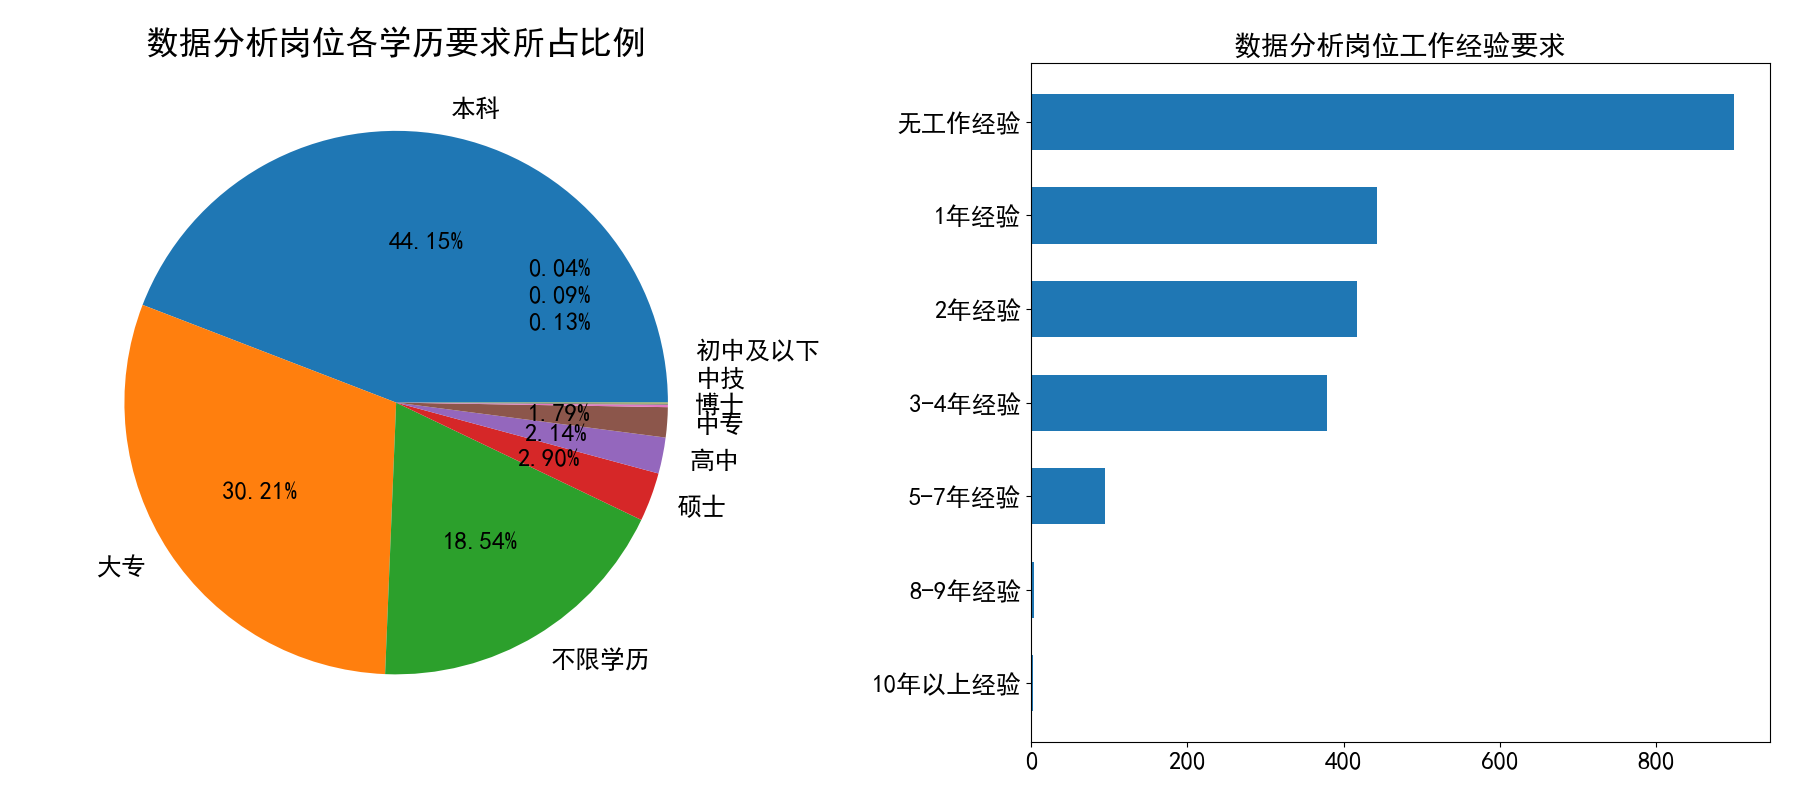 数据分析岗位各学历要求所占比例
本科
44.15%
0.04%
0.09%
0.13%
初中及以下
中技
博士
中专
1.79%
2.14%
2.90%
高中
硕士
30.21%
18.54%
大专
不限学历
数据分析岗位工作经验要求
无工作经验
1年经验
2年经验
3-4年经验
5-7年经验
8-9年经验
10年以上经验
0 200 400 600 800